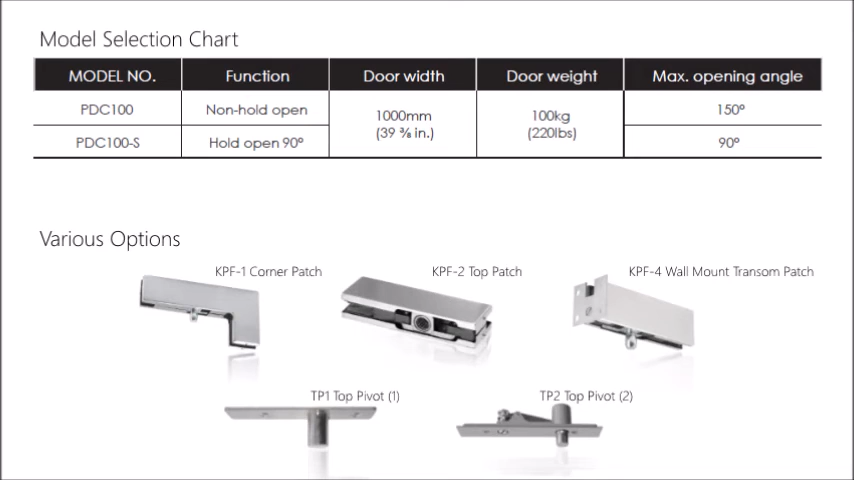 Model Selection Chart
MODEL NO. Function Door width Door weight Max. opening angle
PDC100 Non-hold open 1000mm (39 ⅜ in.) 100kg (220lbs) 150°
PDC100-S Hold open 90° 90°
Various Options
KPF-1 Corner Patch
KPF-2 Top Patch
KPF-4 Wall Mount Transom Patch
TP1 Top Pivot (1)
TP2 Top Pivot (2)